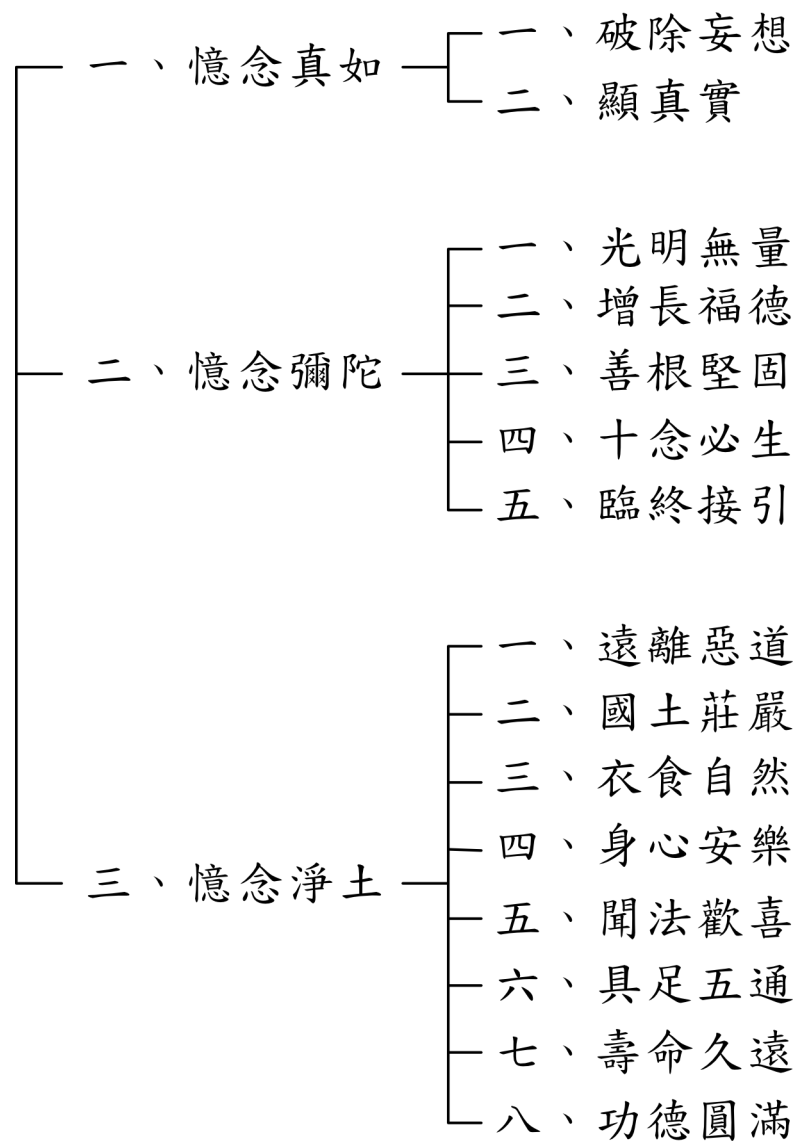 一、憶念真如
一、破除妄想
二、顯真實
二、憶念彌陀
一、光明無量
二、增長福德
三、善根堅固
四、十念必生
五、臨終接引
三、憶念淨土
一、遠離惡道
二、國土莊嚴
三、衣食自然
四、身心安樂
五、聞法歡喜
六、具足五通
七、壽命久遠
八、功德圓滿